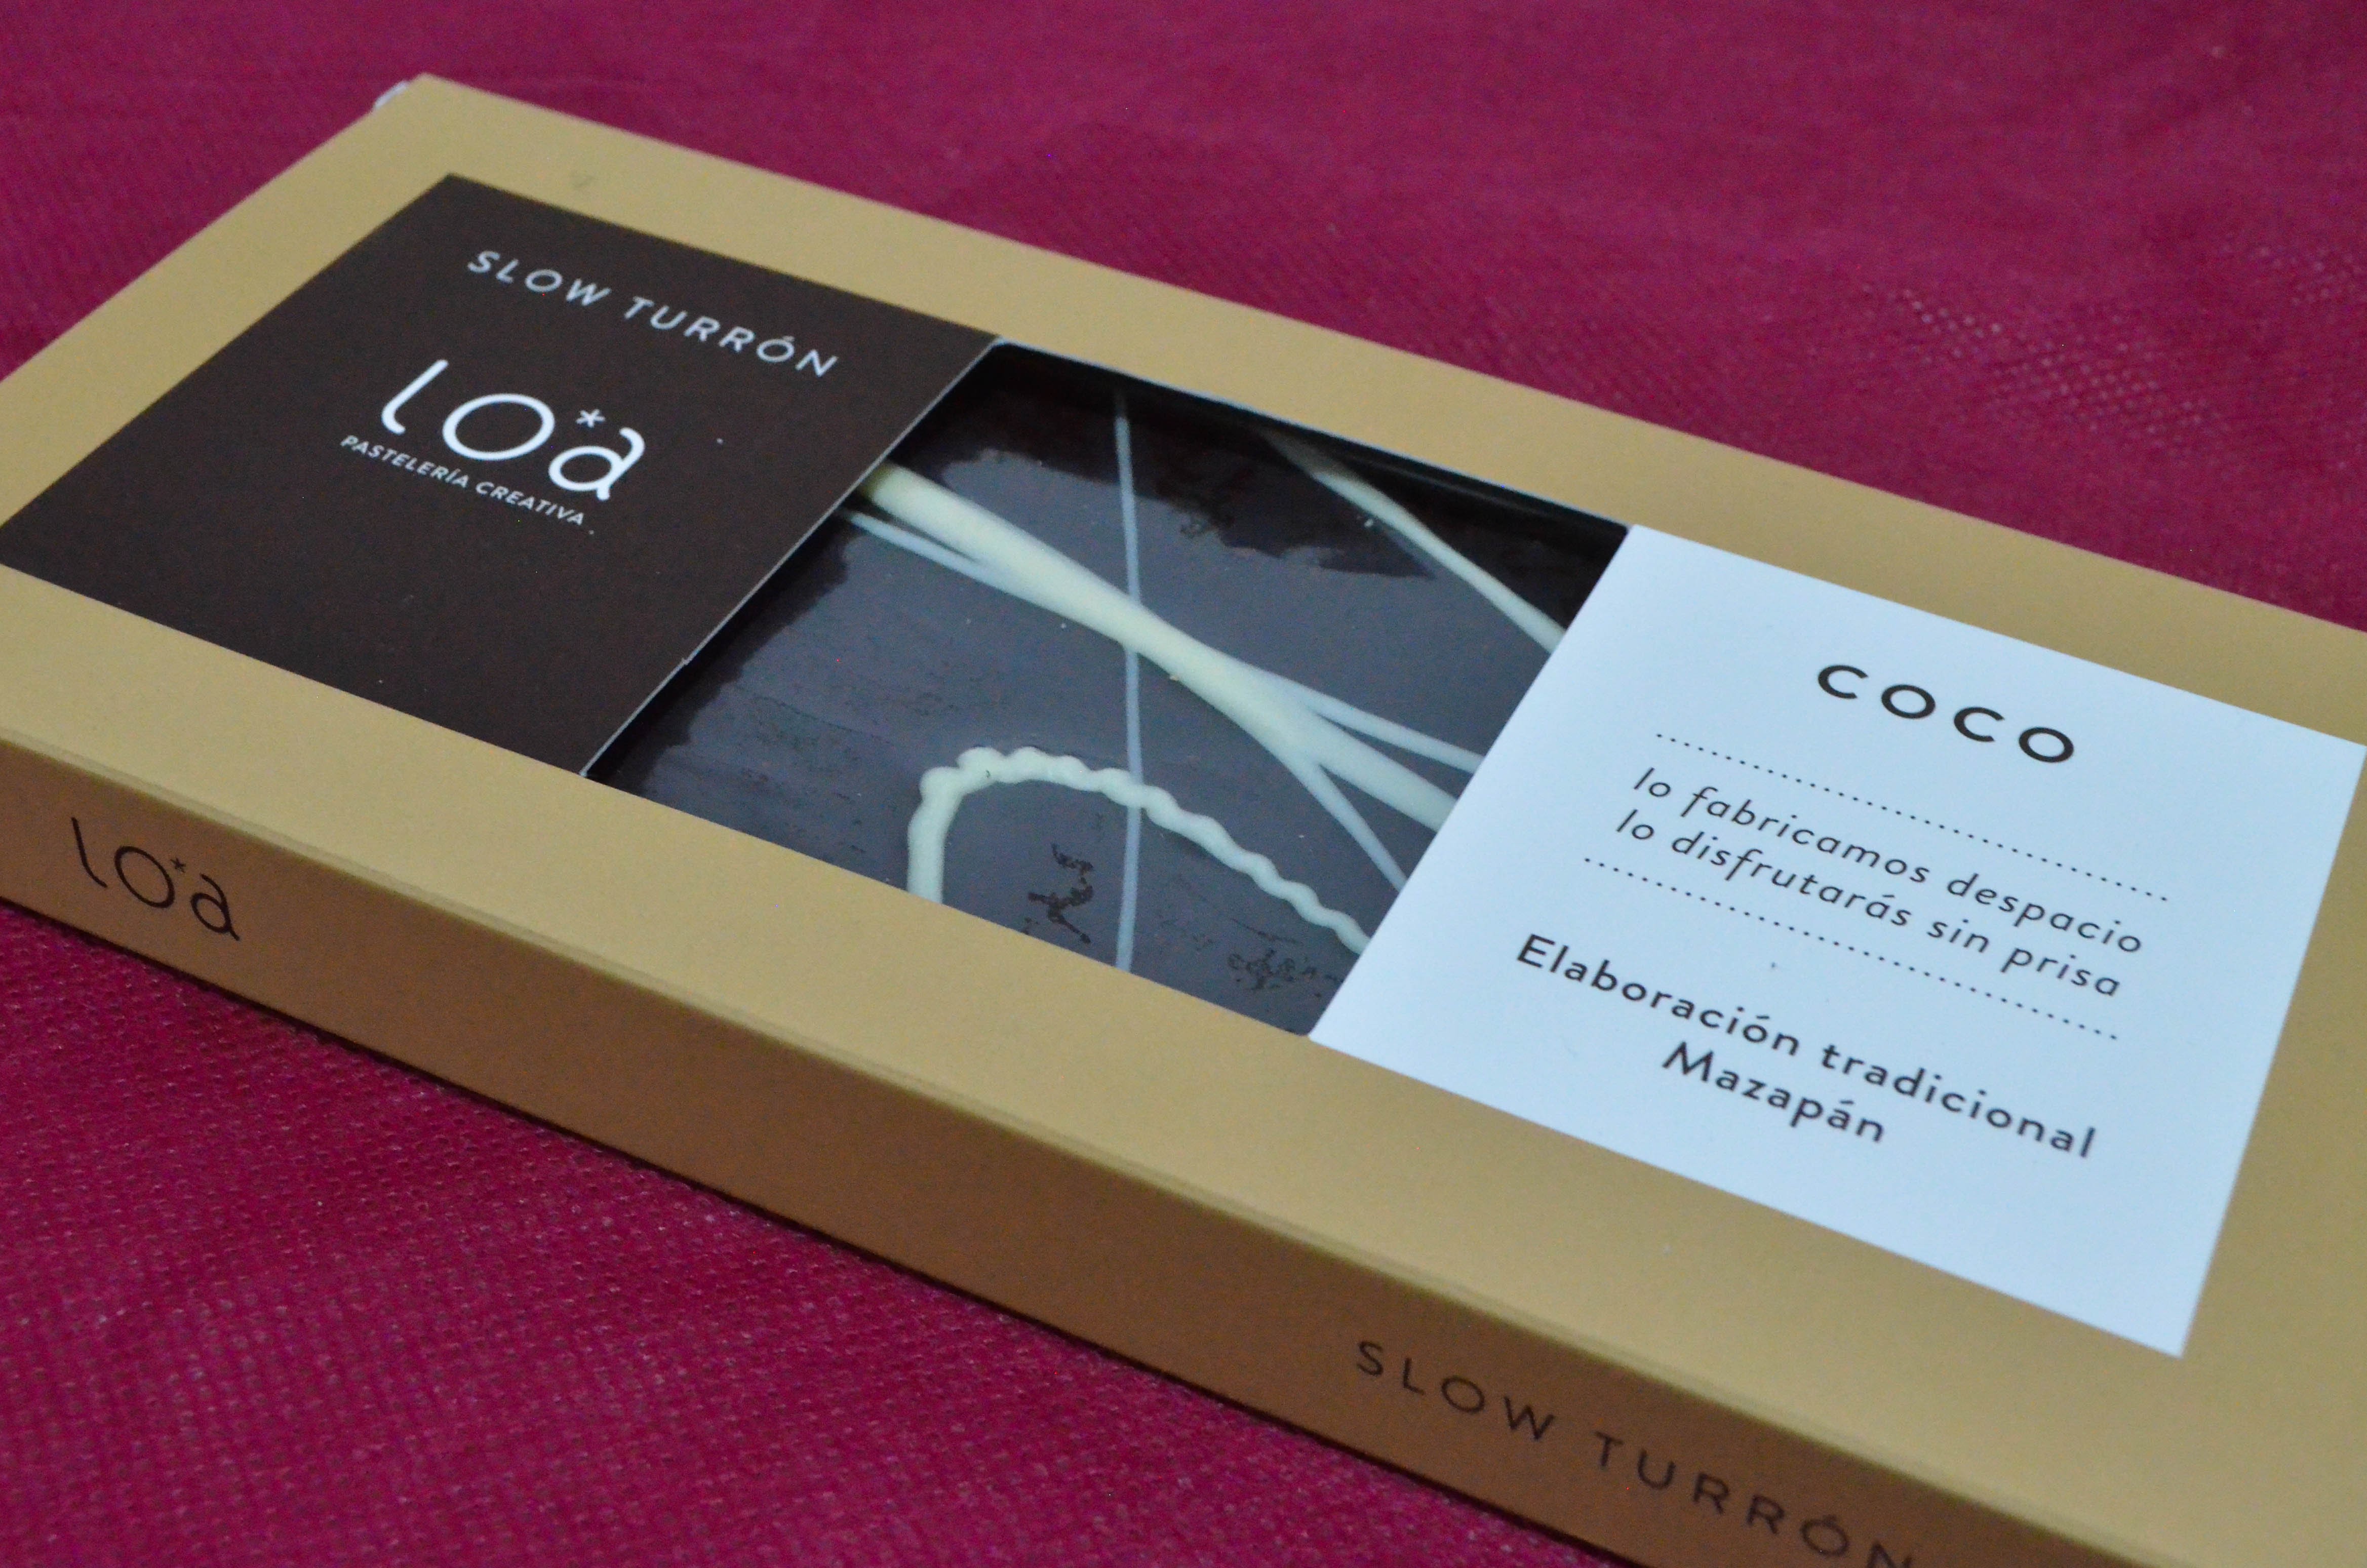 SLOW TURRÓN
lo*a
PASTELERÍA CREATIVA
COCO
lo fabricamos despacio
lo disfrutarás sin prisa
Elaboración tradicional
Mazapán
lo*a
SLOW TURRÓN